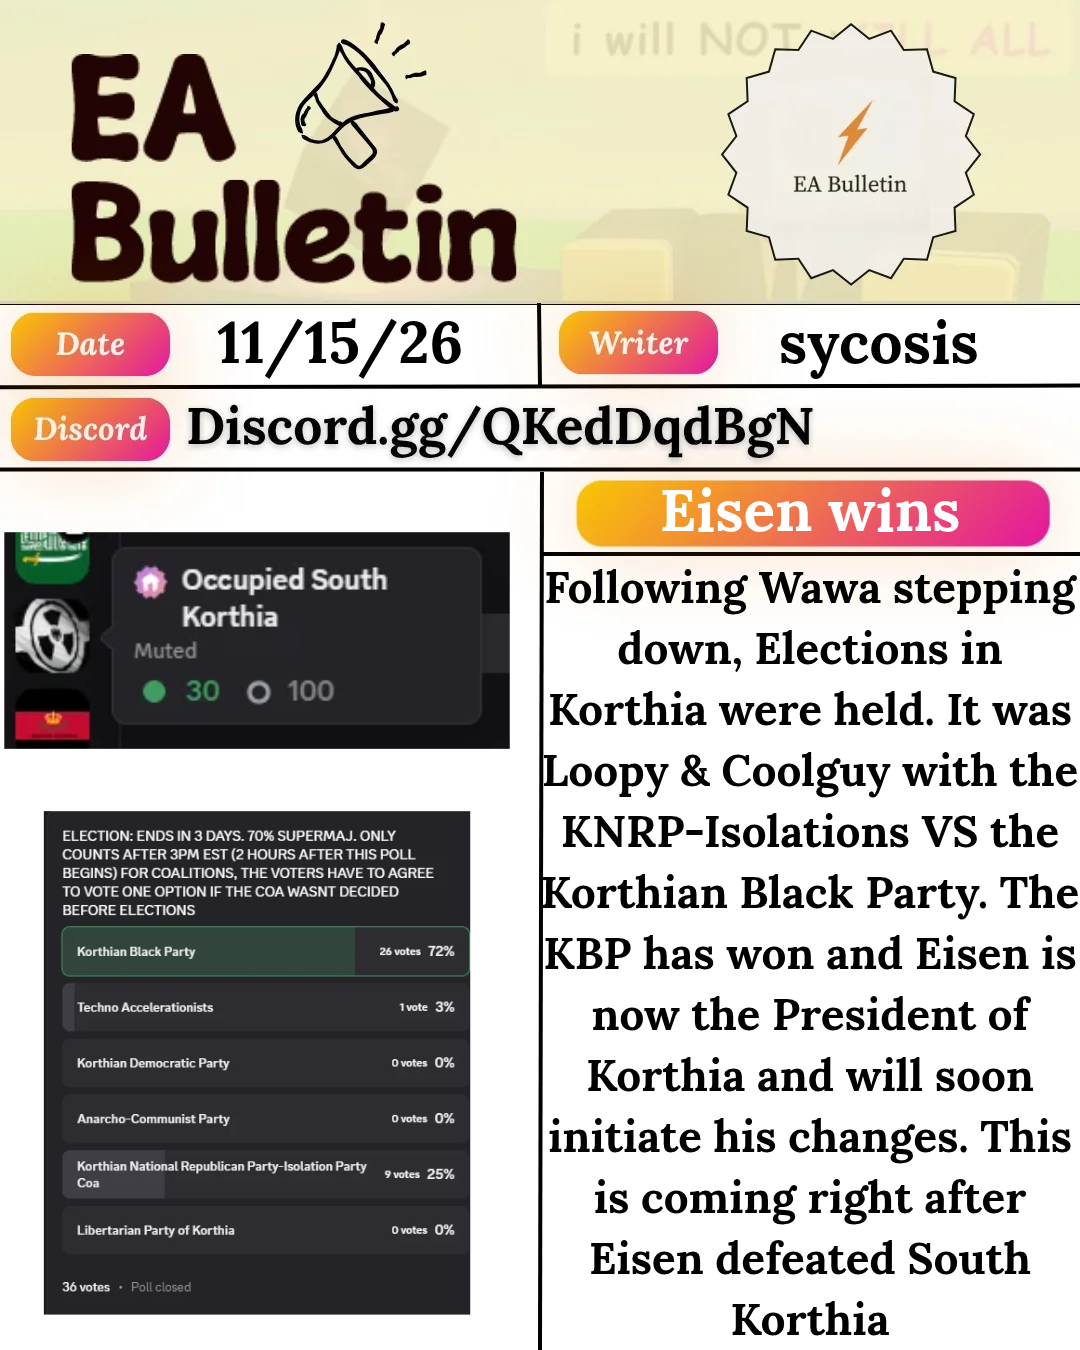 i will NOT KILL ALL
EA
Bulletin
EA Bulletin
Date
11/15/26
Writer
sycosis
Discord
Discord.gg/QKedDqdBgN
Occupied South
Korthia
Muted
30
100
ELECTION: ENDS IN 3 DAYS. 70% SUPERMAJ. ONLY
COUNTS AFTER 3PM EST (2 HOURS AFTER THIS POLL
BEGINS) FOR COALITIONS, THE VOTERS HAVE TO AGREE
TO VOTE ONE OPTION IF THE COA WASNT DECIDED
BEFORE ELECTIONS
Korthian Black Party 26 votes 72%
Techno Accelerationists 1 vote 3%
Korthian Democratic Party 0 votes 0%
Anarcho-Communist Party 0 votes 0%
Korthian National Republican Party-Isolation Party
Coa 9 votes 25%
Libertarian Party of Korthia 0 votes 0%
36 votes • Poll closed
Eisen wins
Following Wawa stepping
down, Elections in
Korthia were held. It was
Loopy & Coolguy with the
KNRP-Isolations VS the
Korthian Black Party. The
KBP has won and Eisen is
now the President of
Korthia and will soon
initiate his changes. This
is coming right after
Eisen defeated South
Korthia